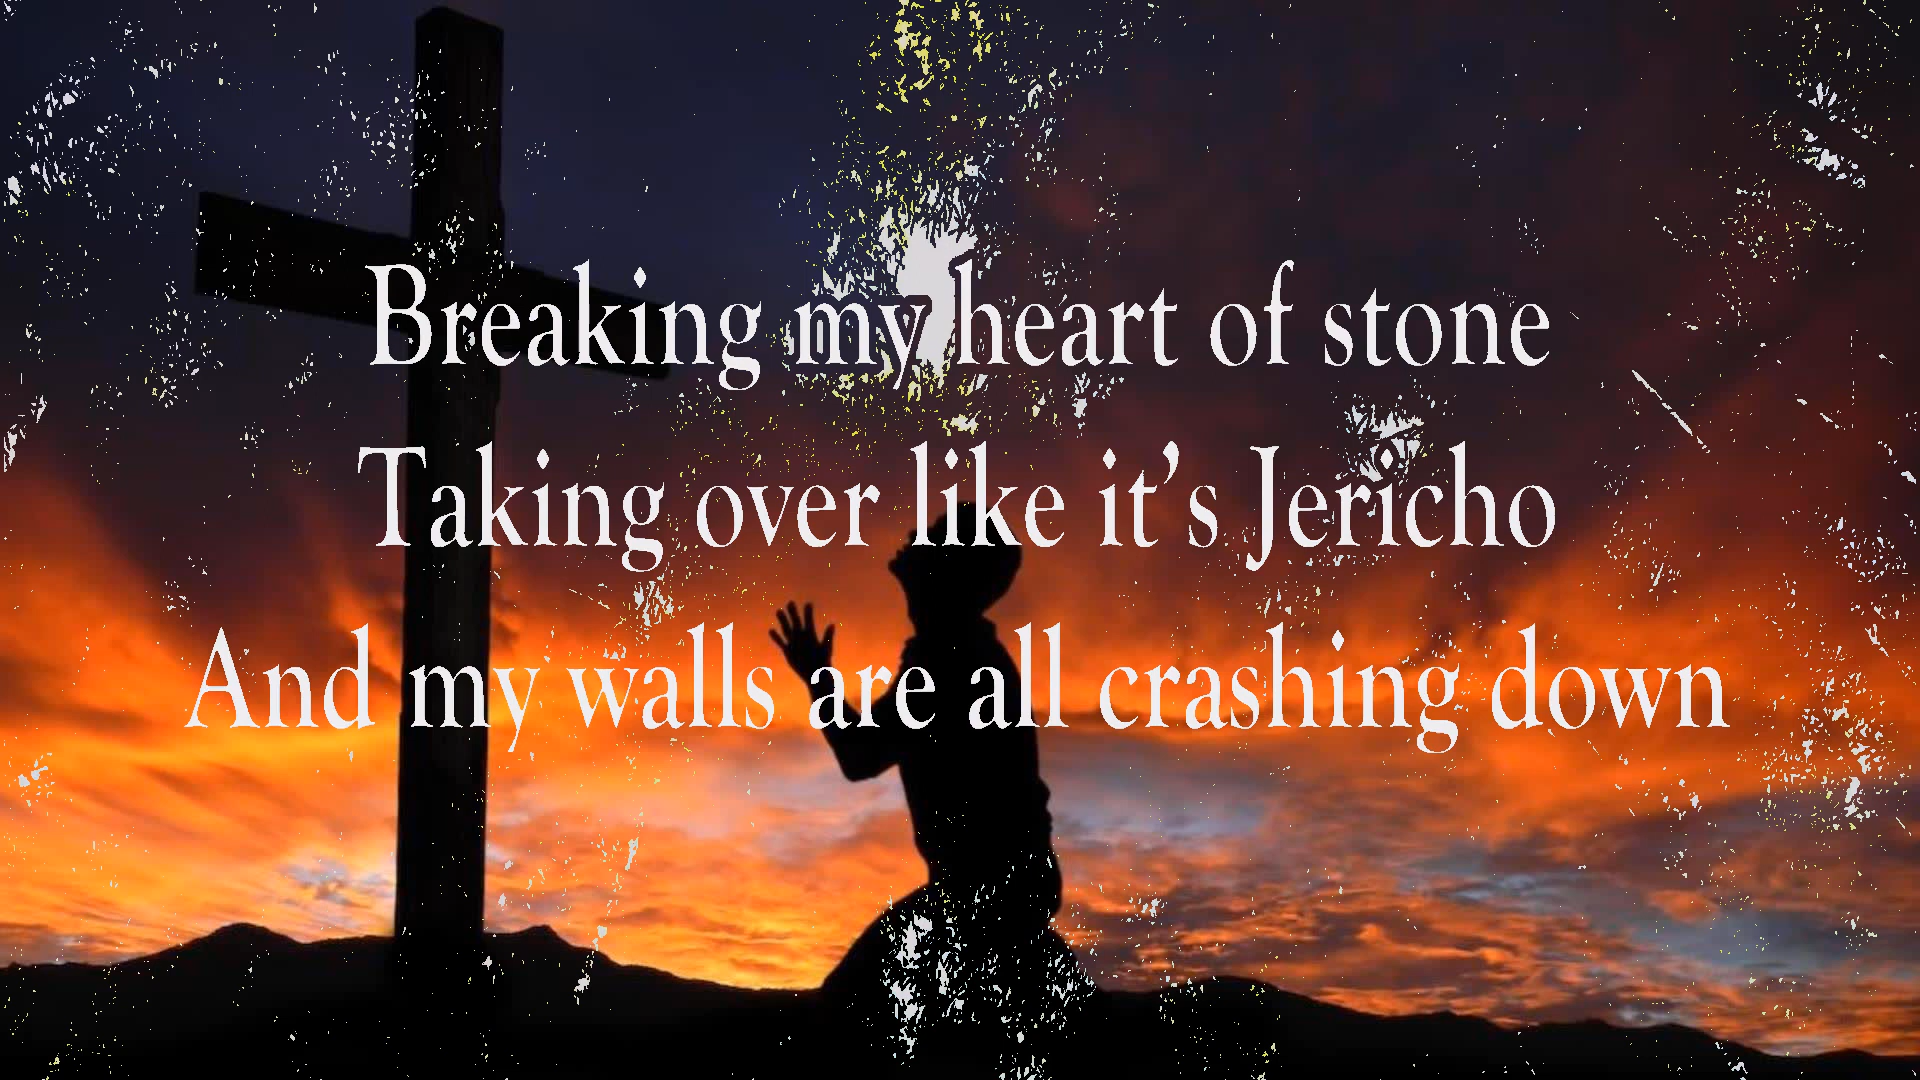 Breaking my heart of stone
Taking over like it’s Jericho
And my walls are all crashing down